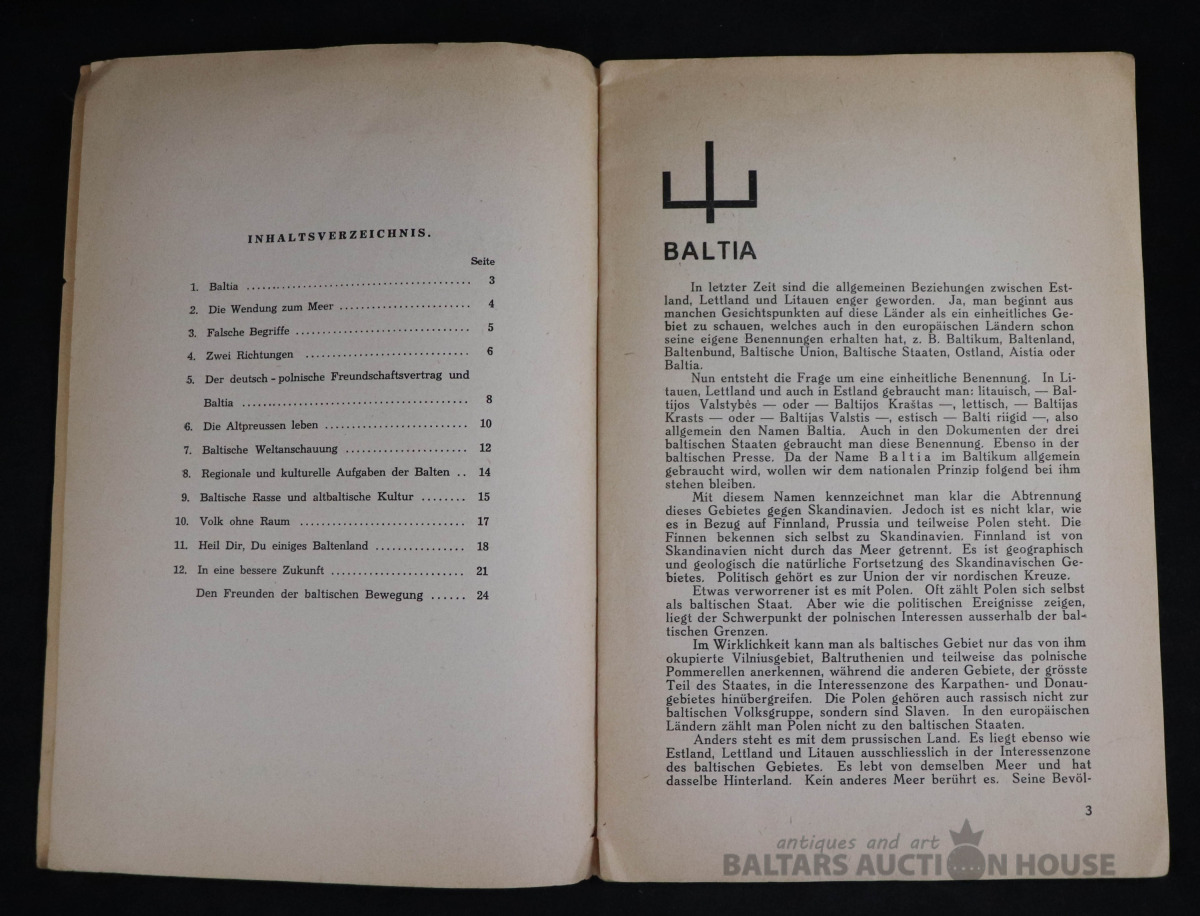 INHALTSVERZEICHNIS.
Seite
1. Baltia ........................................... 3
2. Die Wendung zum Meer .......................... 4
3. Falsche Begriffe ................................. 5
4. Zwei Richtungen ............................... 6
5. Der deutsch - polnische Freundschaftsvertrag und
Baltia ........................................... 8
6. Die Altpreussen leben ........................... 10
7. Baltische Weltanschauung ....................... 12
8. Regionale und kulturelle Aufgaben der Balten .. 14
9. Baltische Rasse und altbaltische Kultur ........ 15
10. Volk ohne Raum ............................... 17
11. Heil Dir, Du einiges Baltenland ................ 18
12. In eine bessere Zukunft ........................ 21
Den Freunden der baltischen Bewegung ...... 24
BALTIA
In letzter Zeit sind die allgemeinen Beziehungen zwischen Est-
land, Lettland und Litauen enger geworden. Ja, man beginnt aus
manchen Gesichtspunkten auf diese Länder als ein einheitliches Ge-
biet zu schauen, welches auch in den europäischen Ländern schon
seine eigene Benennungen erhalten hat, z. B. Baltikum, Baltenland,
Baltenbund, Baltische Union, Baltische Staaten, Ostland, Aistia oder
Baltia.
Nun entsteht die Frage um eine einheitliche Benennung. In Li-
tauen, Lettland und auch in Estland gebraucht man: litauisch, — Bal-
tijos Valstybės — oder — Baltijos Kraštas —, lettisch, — Baltijas
Krasts — oder — Baltijas Valstis —, estisch — Balti riigid —, also
allgemein den Namen Baltia. Auch in den Dokumenten der drei
baltischen Staaten gebraucht man diese Benennung. Ebenso in der
baltischen Presse. Da der Name Baltia im Baltikum allgemein
gebraucht wird, wollen wir dem nationalen Prinzip folgend bei ihm
stehen bleiben.
Mit diesem Namen kennzeichnet man klar die Abtrennung
dieses Gebietes gegen Skandinavien. Jedoch ist es nicht klar, wie
es in Bezug auf Finnland, Prussia und teilweise Polen steht. Die
Finnen bekennen sich selbst zu Skandinavien. Finnland ist von
Skandinavien nicht durch das Meer getrennt. Es ist geographisch
und geologisch die natürliche Fortsetzung des Skandinavischen Ge-
bietes. Politisch gehört es zur Union der vir nordischen Kreuze.
Etwas verworrener ist es mit Polen. Oft zählt Polen sich selbst
als baltischen Staat. Aber wie die politischen Ereignisse zeigen,
liegt der Schwerpunkt der polnischen Interessen ausserhalb der bal-
tischen Grenzen.
Im Wirklichkeit kann man als baltisches Gebiet nur das von ihm
okupierte Vilniusgebiet, Baltruthenien und teilweise das polnische
Pommerellen anerkennen, während die anderen Gebiete, der grösste
Teil des Staates, in die Interessenzone des Karpathen- und Donau-
gebietes hinübergreifen. Die Polen gehören auch rassisch nicht zur
baltischen Volksgruppe, sondern sind Slaven. In den europäischen
Ländern zählt man Polen nicht zu den baltischen Staaten.
Anders steht es mit dem prussischen Land. Es liegt ebenso wie
Estland, Lettland und Litauen ausschliesslich in der Interessenzone
des baltischen Gebietes. Es lebt von demselben Meer und hat
dasselbe Hinterland. Kein anderes Meer berührt es. Seine Bevöl-
3
antiques and art
BALTARS AUCTION HOUSE